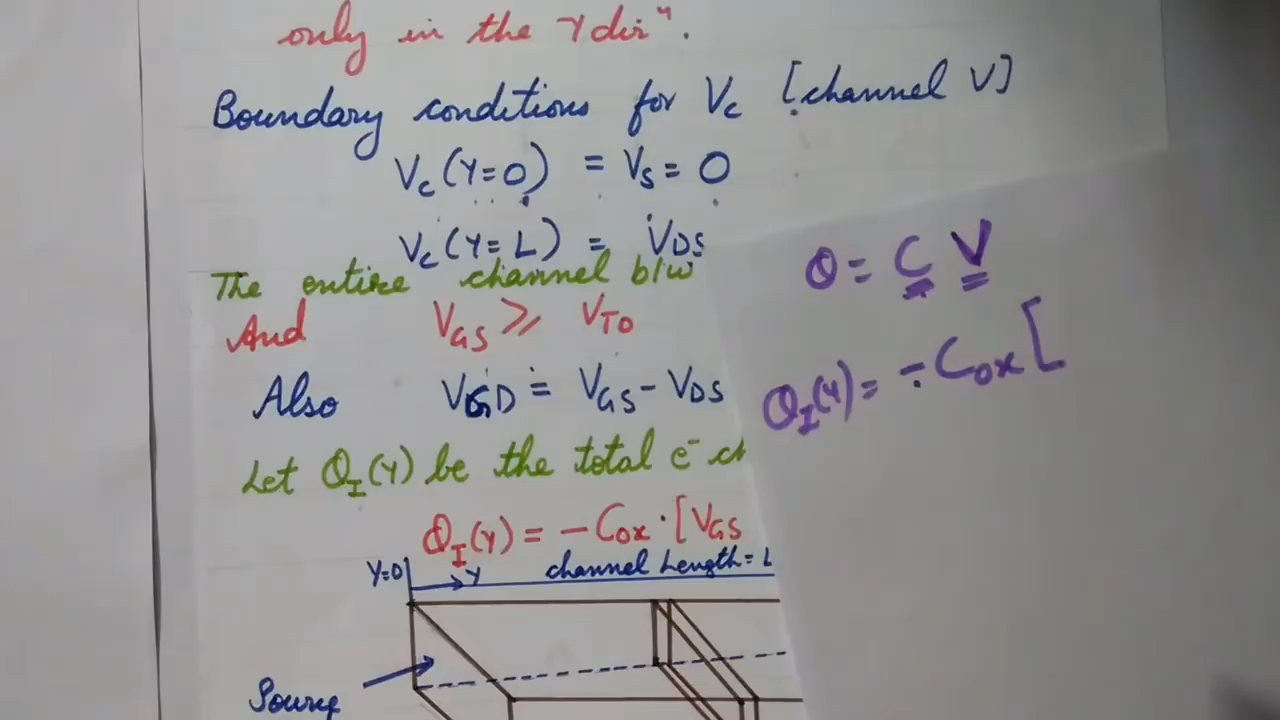 only in the Y dirⁿ.
Boundary conditions for Vc [channel V]
Vc (Y=0) = Vs = 0
Vc (Y=L) = VDS
The entire channel b/w
And VGS ≥ VTO
Also VGD = VGS - VDS
Let QI(Y) be the total e⁻ ch
QI(Y) = -Cox · [VGS
Y=0 Y channel Length = L
Source
Q = C V
QI(Y) = -Cox [